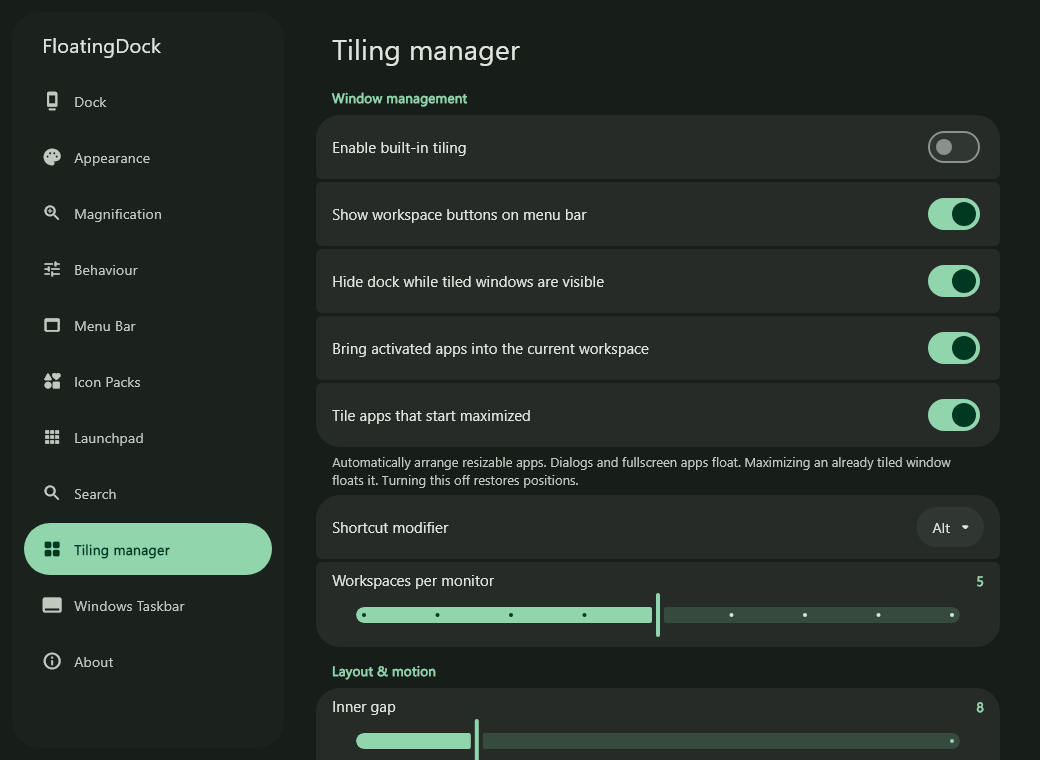 FloatingDock
Dock
Appearance
Magnification
Behaviour
Menu Bar
Icon Packs
Launchpad
Search
Tiling manager
Windows Taskbar
About
Tiling manager
Window management
Enable built-in tiling
Show workspace buttons on menu bar
Hide dock while tiled windows are visible
Bring activated apps into the current workspace
Tile apps that start maximized
Automatically arrange resizable apps. Dialogs and fullscreen apps float. Maximizing an already tiled window
floats it. Turning this off restores positions.
Shortcut modifier
Alt
Workspaces per monitor
5
Layout & motion
Inner gap
8